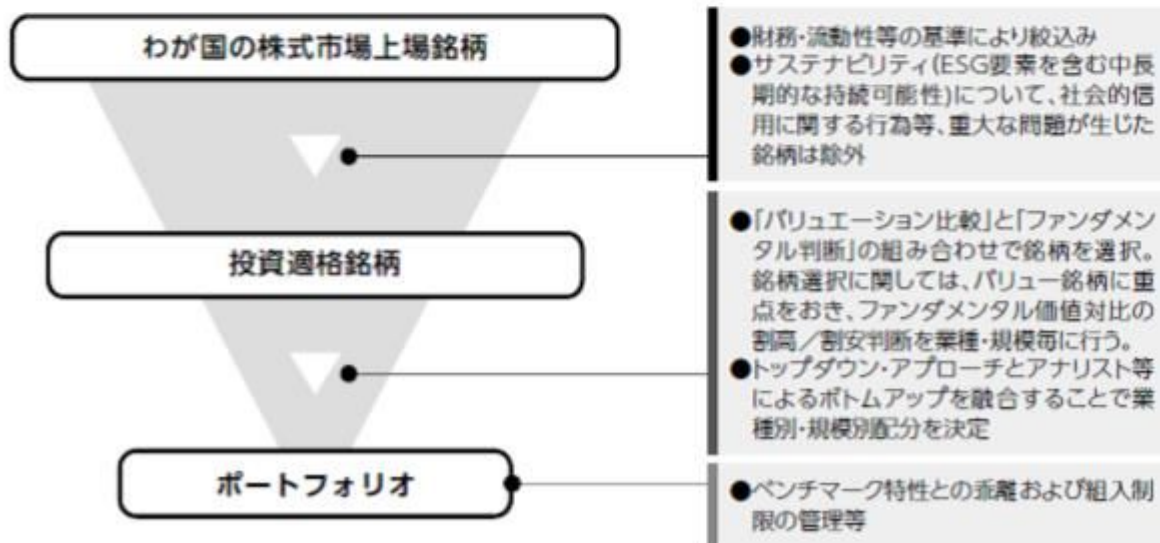 わが国の株式市場上場銘柄
●財務・流動性等の基準により絞込み
●サステナビリティ(ESG要素を含む中長
期的な持続可能性)について、社会的信
用に関する行為等、重大な問題が生じた
銘柄は除外
投資適格銘柄
●「バリュエーション比較」と「ファンダメン
タル判断」の組み合わせで銘柄を選択。
銘柄選択に関しては、バリュー銘柄に重
点をおき、ファンダメンタル価値対比の
割高／割安判断を業種・規模毎に行う。
●トップダウン・アプローチとアナリスト等
によるボトムアップを融合することで業
種別・規模別配分を決定
ポートフォリオ
●ベンチマーク特性との乖離および組入制
限の管理等